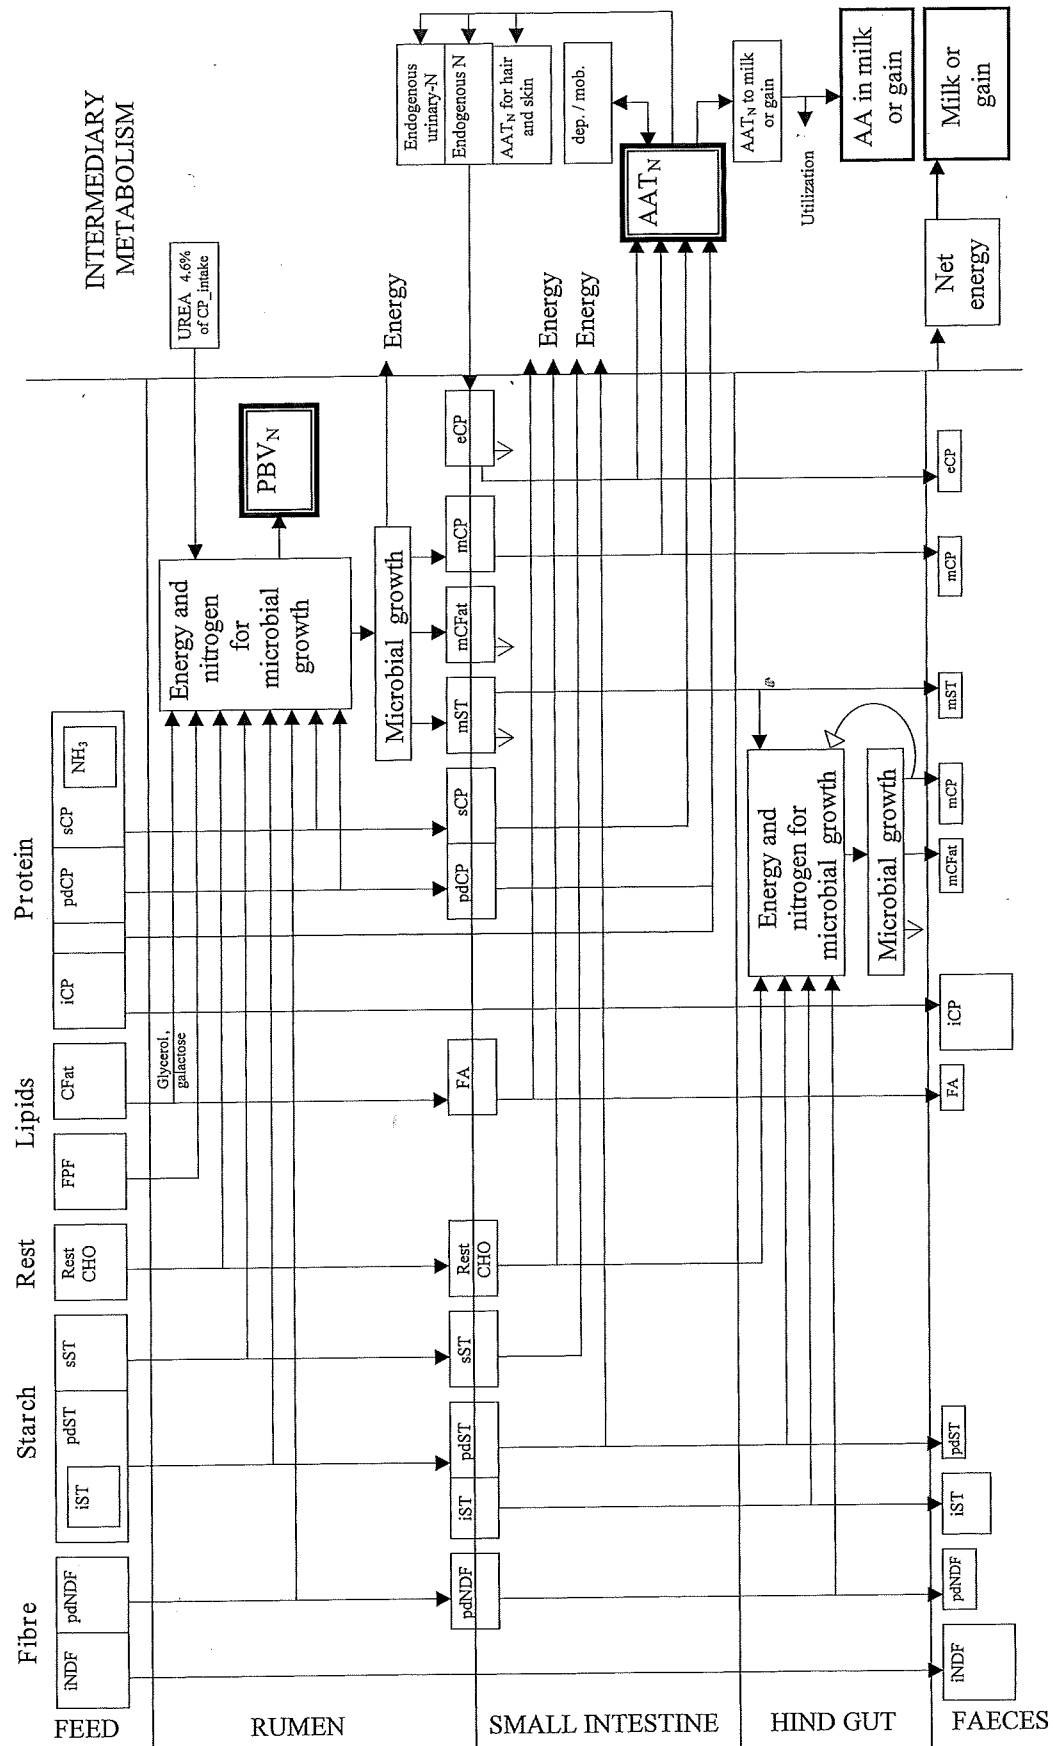 INTERMEDIARY
METABOLISM
Fibre
Starch
Rest
Lipids
Protein
FEED
iNDF
pdNDF
iST
pdST
sST
Rest
CHO
FPF
CFat
iCP
pdCP
sCP
NH3
RUMEN
Glycerol,
galactose
Energy and
nitrogen
for
microbial
growth
PBVN
UREA 4.6%
of CP_intake
Microbial growth
Energy
SMALL INTESTINE
pdNDF
iST
pdST
sST
Rest
CHO
FA
pdCP
sCP
mST
mCFat
mCP
eCP
Endogenous
urinary-N
Endogenous N
AATN for hair
and skin
dep. / mob.
Energy
Energy
AATN
AATN to milk
or gain
Utilization
AA in milk
or gain
HIND GUT
Energy and
nitrogen for
microbial growth
Microbial growth
Net
energy
Milk or
gain
FAECES
iNDF
pdNDF
iST
pdST
FA
iCP
mCFat
mCP
mST
mCP
eCP